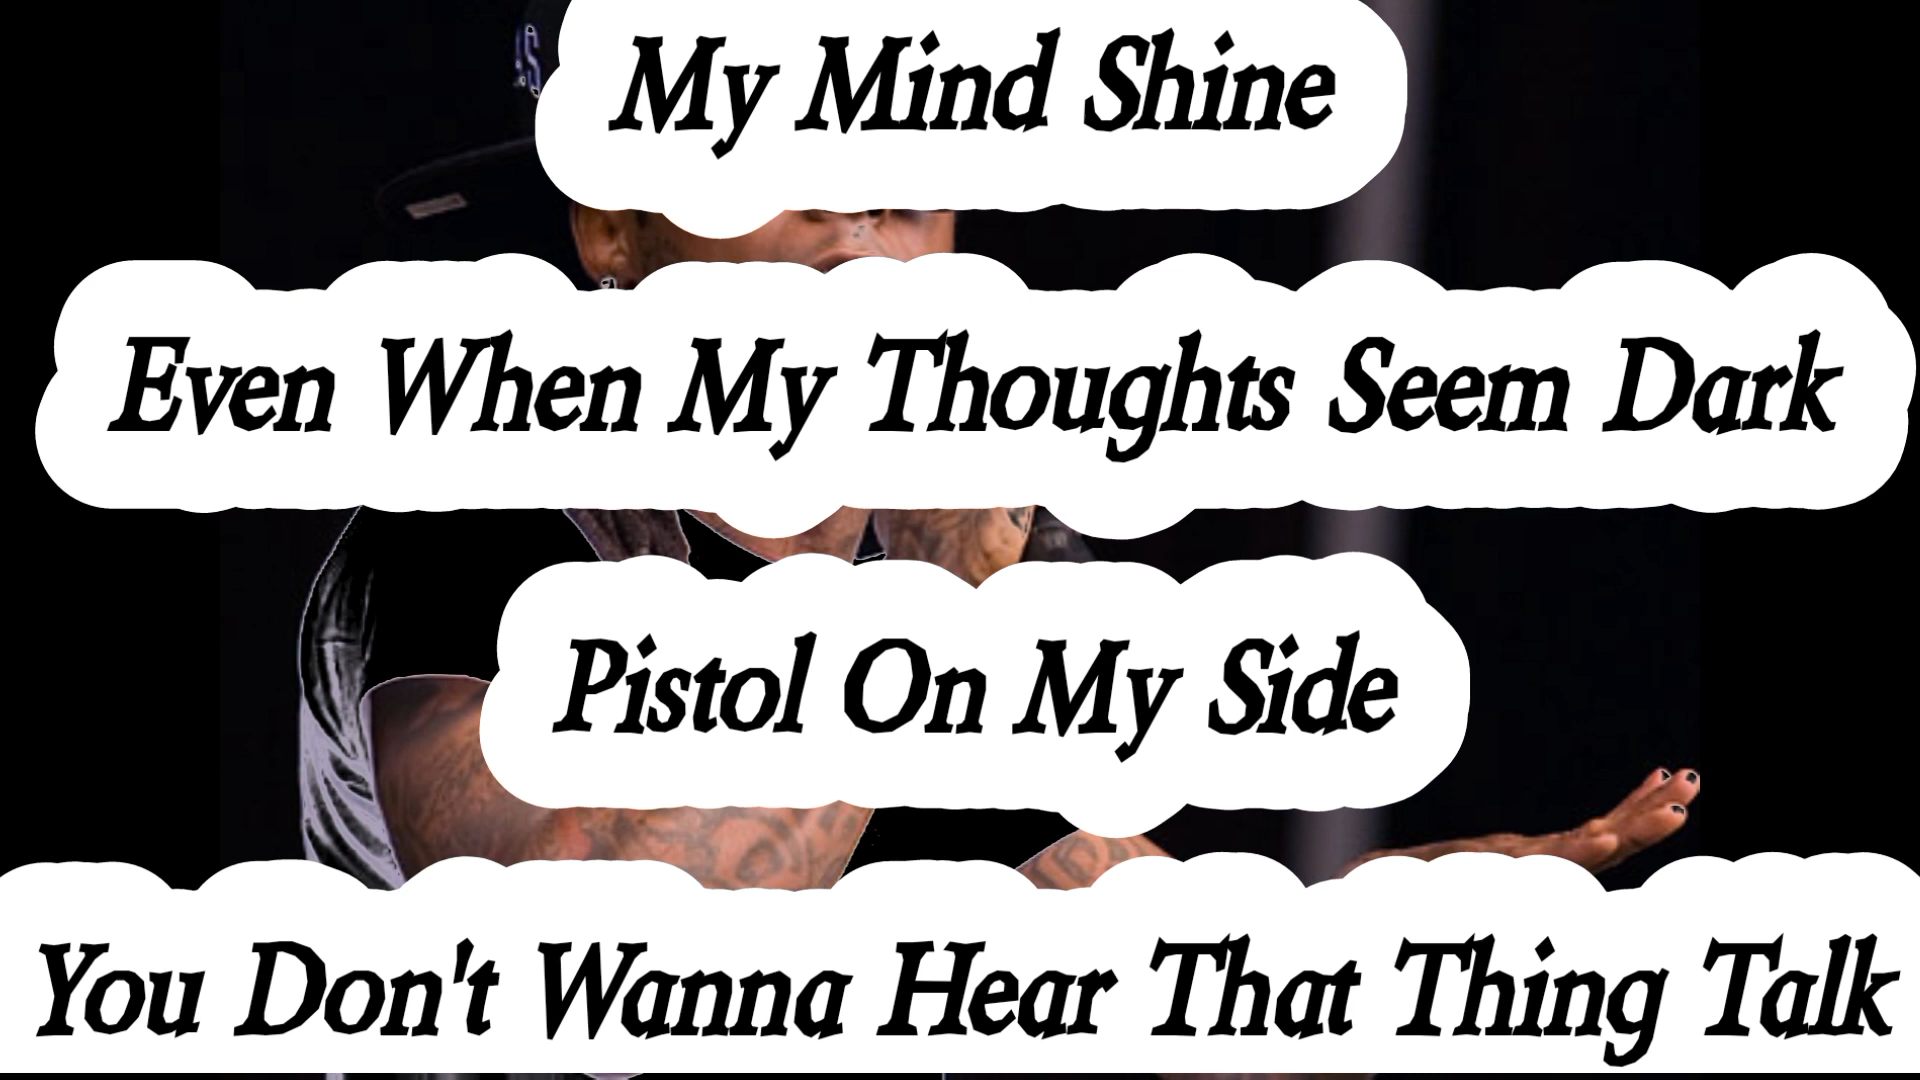 My Mind Shine
Even When My Thoughts Seem Dark
Pistol On My Side
You Don't Wanna Hear That Thing Talk